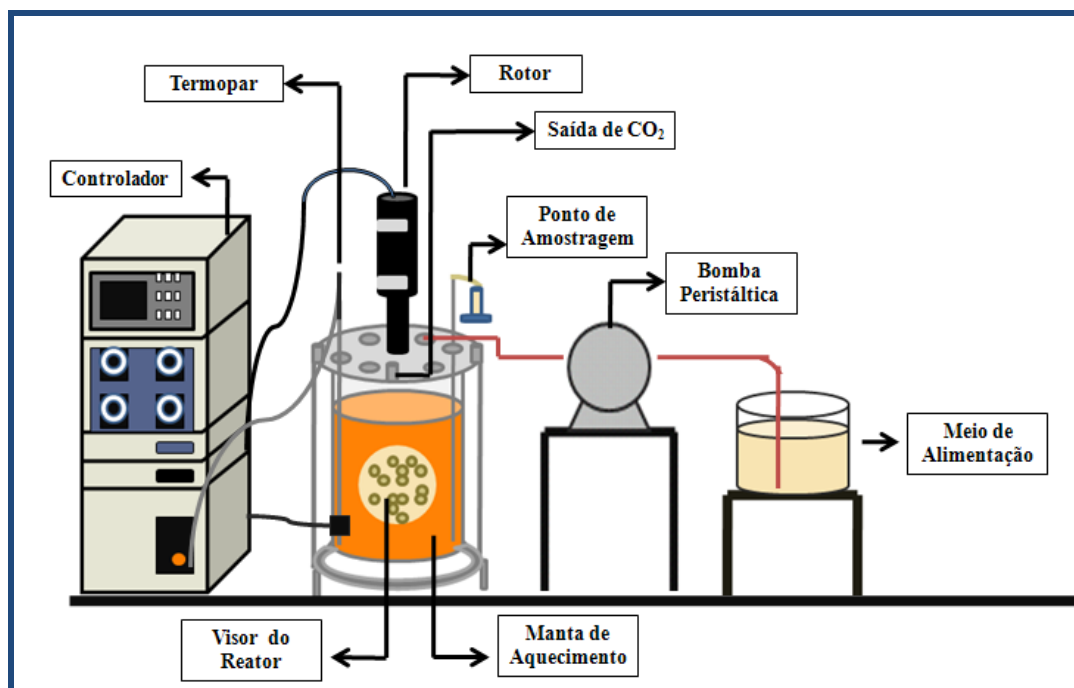 Rotor
Termopar
Saída de CO₂
Controlador
Ponto de
Amostragem
Bomba
Peristáltica
Meio de
Alimentação
Visor do
Reator
Manta de
Aquecimento